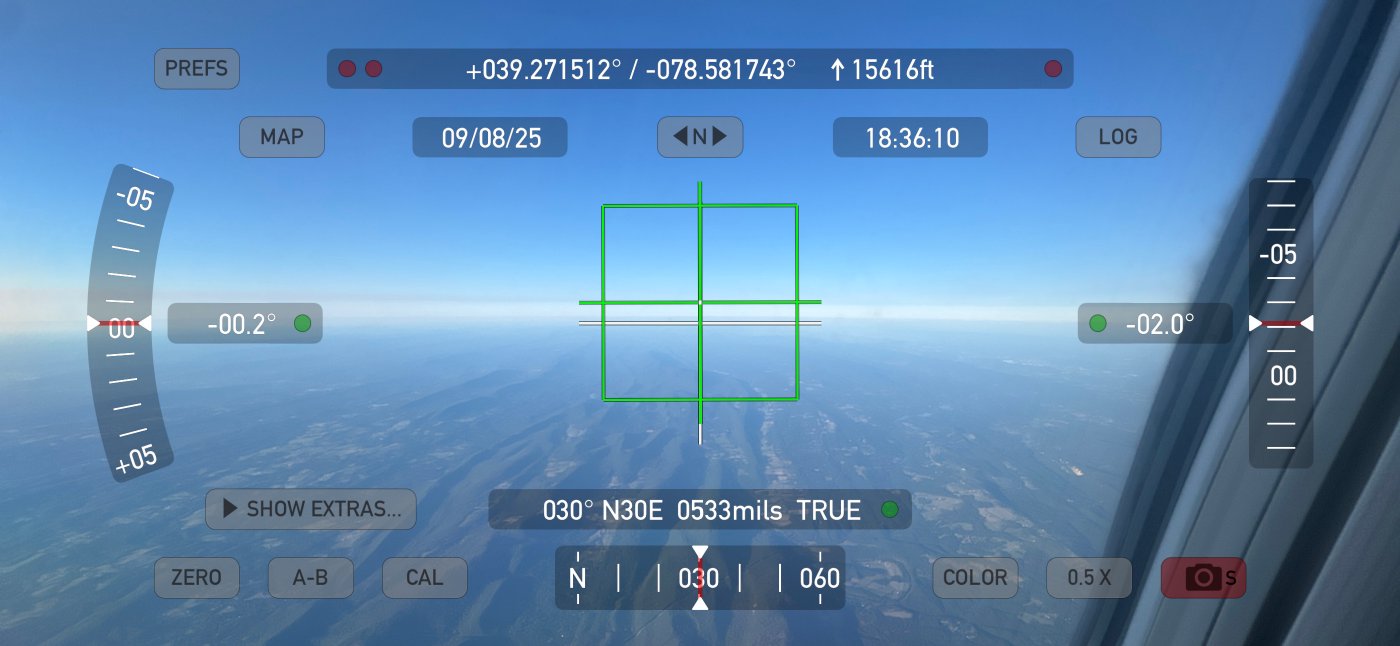 PREFS
+039.271512° / -078.581743° ↑ 15616ft
MAP
09/08/25
◀N▶
18:36:10
LOG
-05
00
+05
-00.2°
-02.0°
-05
00
▶ SHOW EXTRAS...
030° N30E 0533mils TRUE
ZERO
A-B
CAL
N
030
060
COLOR
0.5 X
S